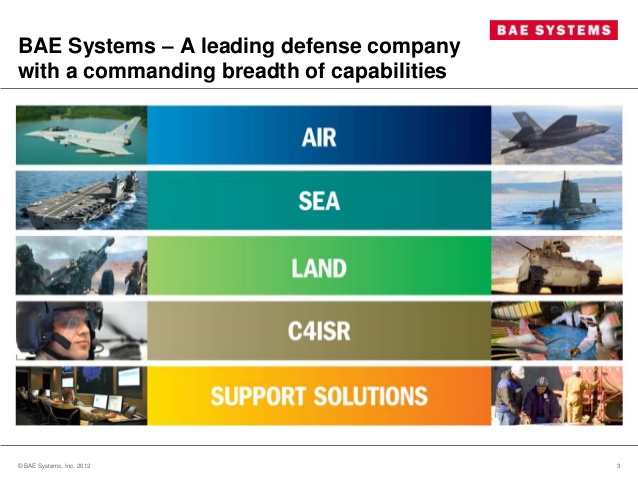 BAE Systems – A leading defense company
with a commanding breadth of capabilities
BAE SYSTEMS
AIR
SEA
LAND
C4ISR
SUPPORT SOLUTIONS
© BAE Systems, Inc. 2012
3